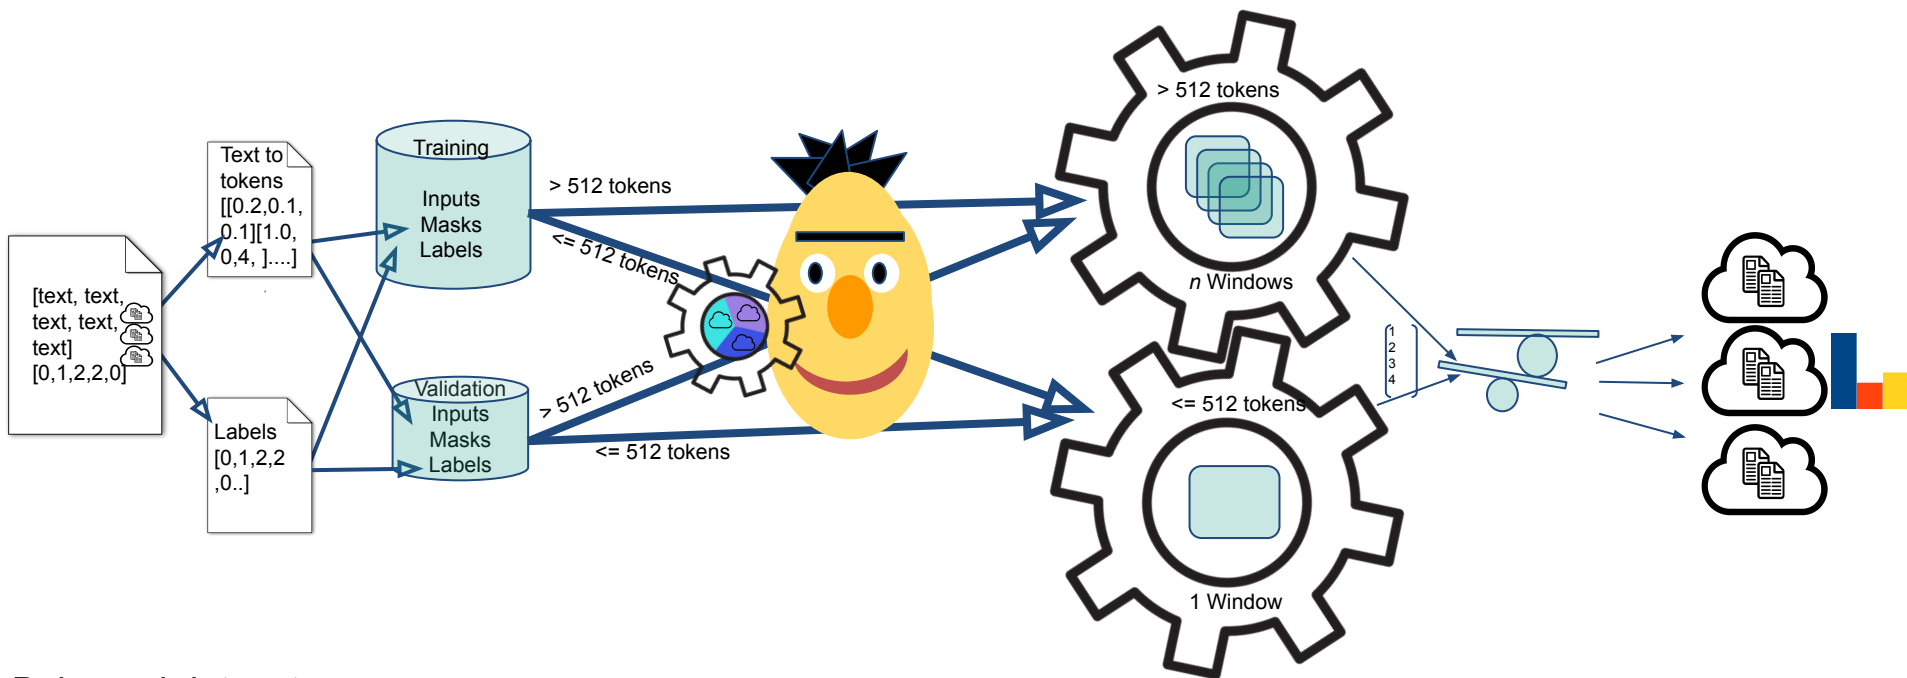 [text, text,
text, text,
text]
[0,1,2,2,0]
Text to
tokens
[[0.2,0.1,
0.1][1.0,
0,4, ]....]
Labels
[0,1,2,2
,0..]
Training
Inputs
Masks
Labels
Validation
Inputs
Masks
Labels
> 512 tokens
<= 512 tokens
> 512 tokens
<= 512 tokens
> 512 tokens
n Windows
<= 512 tokens
1 Window
1
2
3
4